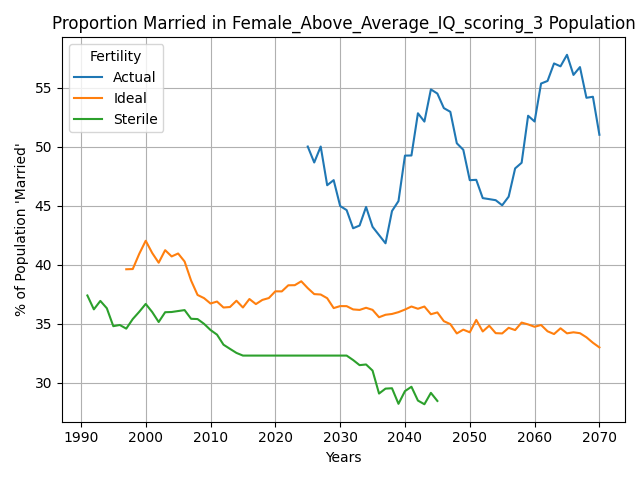 Proportion Married in Female_Above_Average_IQ_scoring_3 Population
Fertility
Actual
Ideal
Sterile
% of Population 'Married'
55
50
45
40
35
30
1990 2000 2010 2020 2030 2040 2050 2060 2070
Years